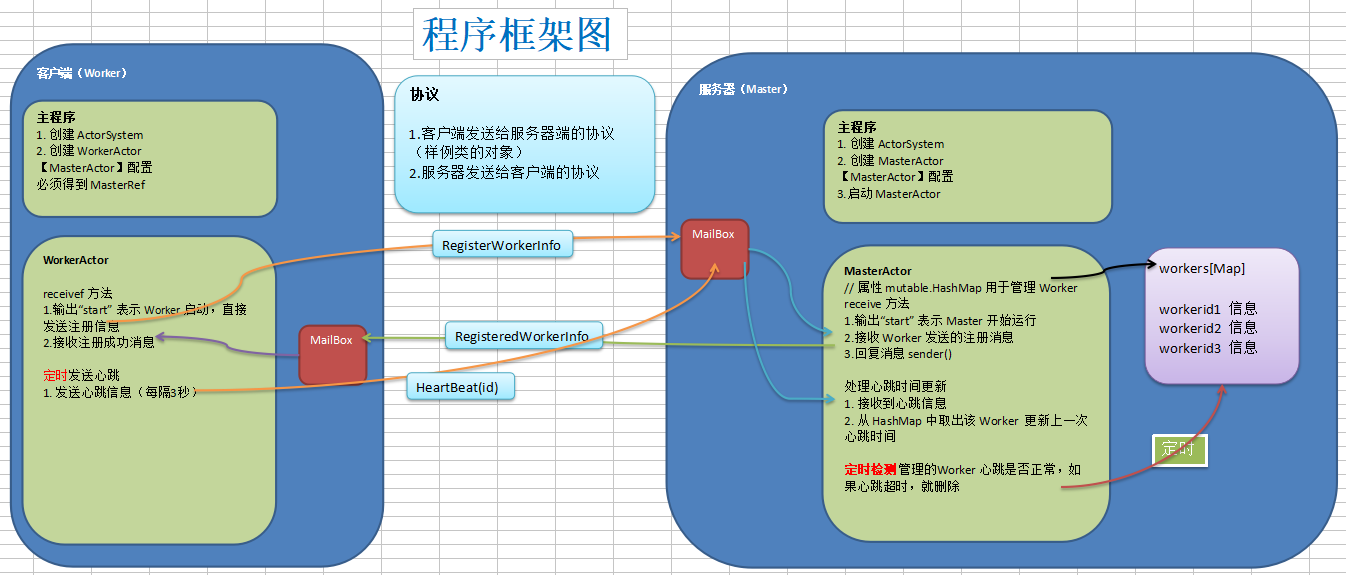 程序框架图
客户端（Worker）
主程序
1. 创建 ActorSystem
2. 创建 WorkerActor
【MasterActor】配置
必须得到 MasterRef
WorkerActor
receivef 方法
1.输出“start” 表示 Worker 启动，直接
发送注册信息
2.接收注册成功消息
定时发送心跳
1. 发送心跳信息（每隔3秒）
MailBox
协议
1.客户端发送给服务器端的协议
（样例类的对象）
2.服务器发送给客户端的协议
RegisterWorkerInfo
RegisteredWorkerInfo
HeartBeat(id)
服务器（Master）
主程序
1. 创建 ActorSystem
2. 创建 MasterActor
【MasterActor】配置
3.启动 MasterActor
MailBox
MasterActor
// 属性 mutable.HashMap 用于管理 Worker
receive 方法
1.输出“start” 表示 Master 开始运行
2.接收 Worker 发送的注册消息
3.回复消息 sender()
处理心跳时间更新
1. 接收到心跳信息
2. 从 HashMap 中取出该 Worker 更新上一次
心跳时间
定时检测管理的Worker 心跳是否正常，如
果心跳超时，就删除
workers[Map]
workerid1 信息
workerid2 信息
workerid3 信息
定时